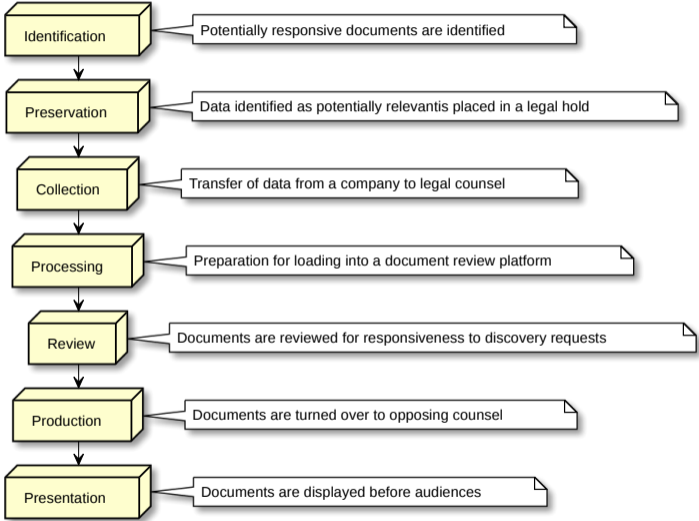 Identification
Potentially responsive documents are identified
Preservation
Data identified as potentially relevantis placed in a legal hold
Collection
Transfer of data from a company to legal counsel
Processing
Preparation for loading into a document review platform
Review
Documents are reviewed for responsiveness to discovery requests
Production
Documents are turned over to opposing counsel
Presentation
Documents are displayed before audiences